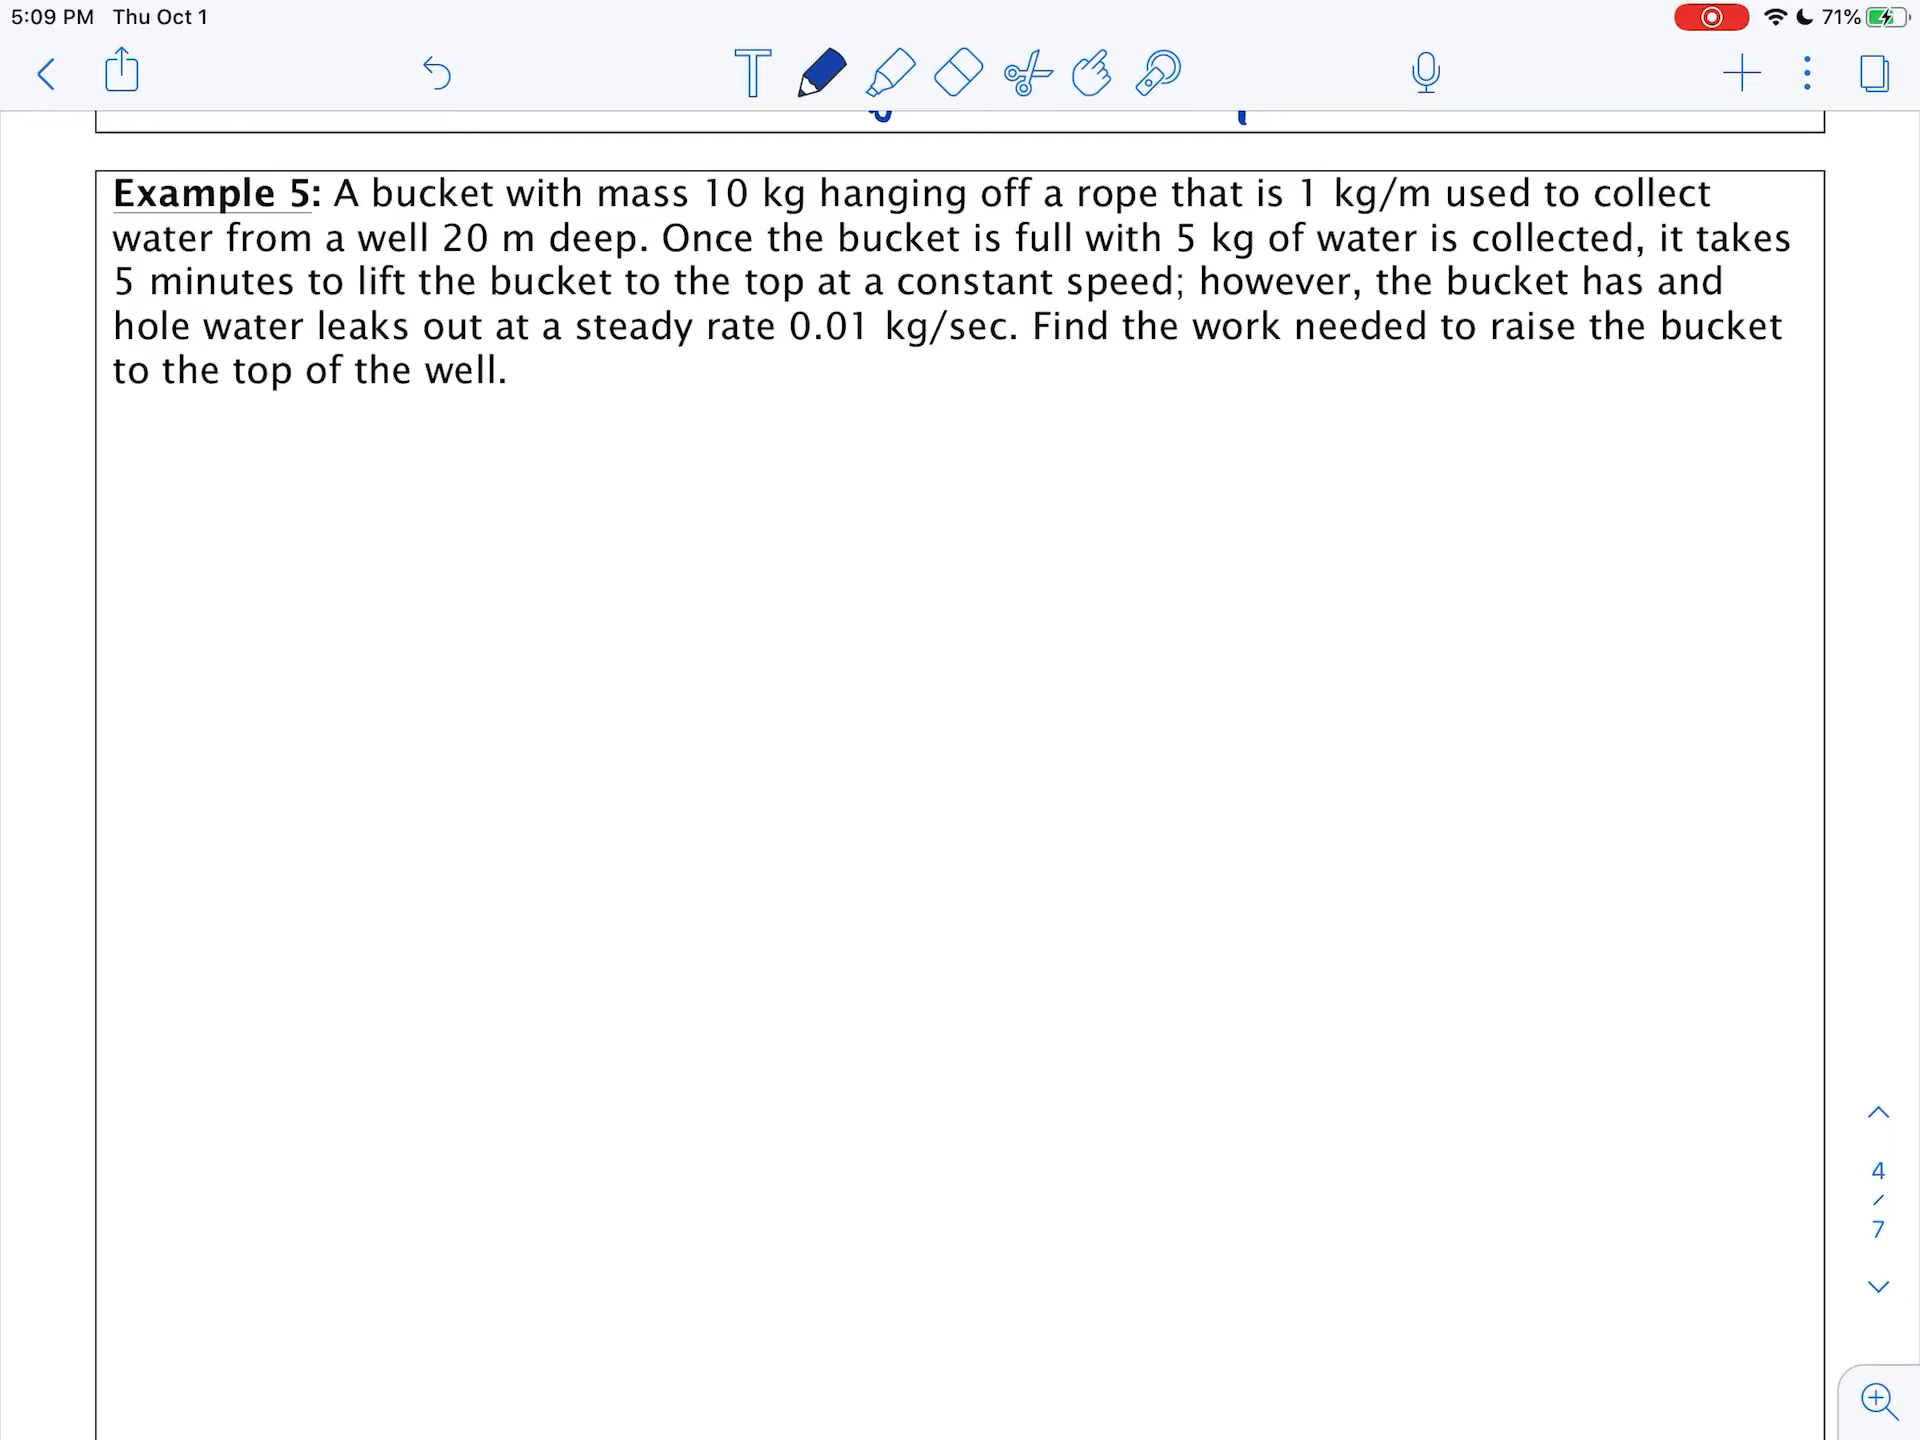 5:09 PM Thu Oct 1
71%
T
Example 5: A bucket with mass 10 kg hanging off a rope that is 1 kg/m used to collect
water from a well 20 m deep. Once the bucket is full with 5 kg of water is collected, it takes
5 minutes to lift the bucket to the top at a constant speed; however, the bucket has and
hole water leaks out at a steady rate 0.01 kg/sec. Find the work needed to raise the bucket
to the top of the well.
4
/
7